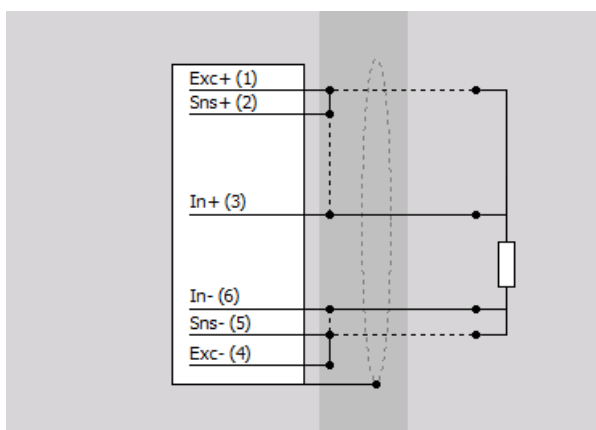 Exc+ (1)
Sns+ (2)
In+ (3)
In- (6)
Sns- (5)
Exc- (4)